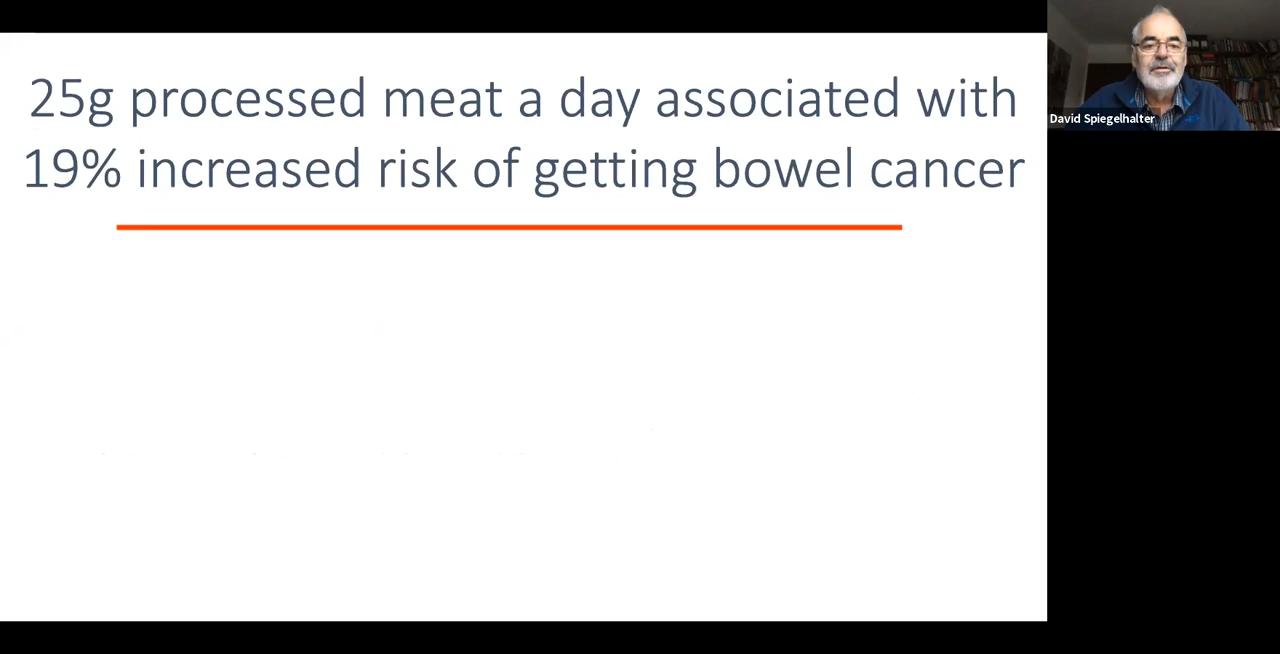 25g processed meat a day associated with
19% increased risk of getting bowel cancer
David Spiegelhalter